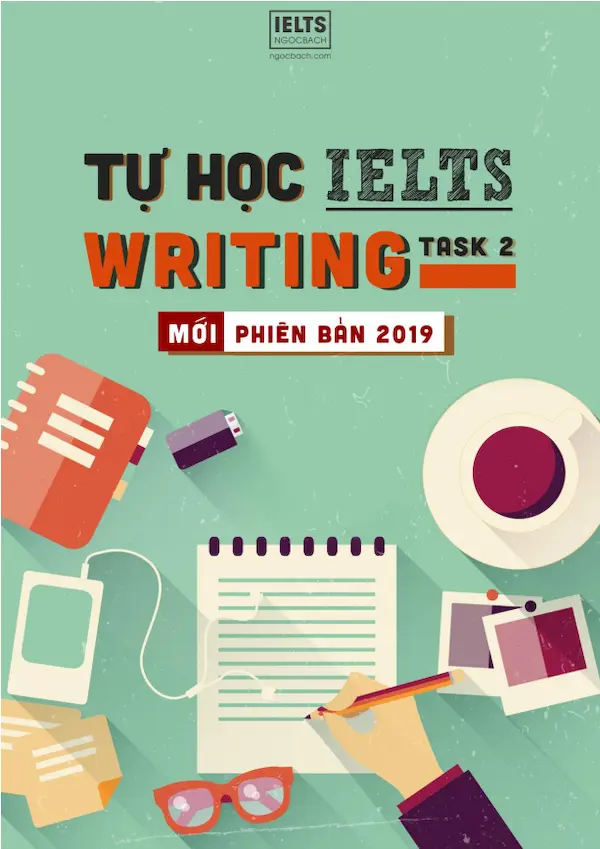 IELTS
NGOCBACH
ngocbach.com
TỰ HỌC IELTS
WRITING TASK 2
MỚI PHIÊN BẢN 2019